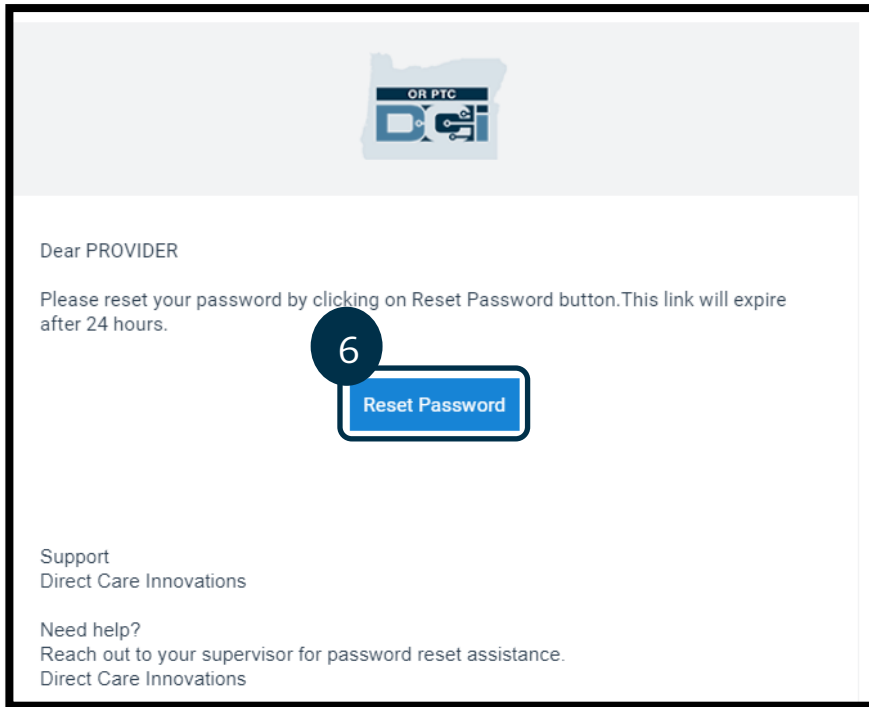 OR PTC
DCi
Dear PROVIDER
Please reset your password by clicking on Reset Password button.This link will expire
after 24 hours.
6
Reset Password
Support
Direct Care Innovations
Need help?
Reach out to your supervisor for password reset assistance.
Direct Care Innovations